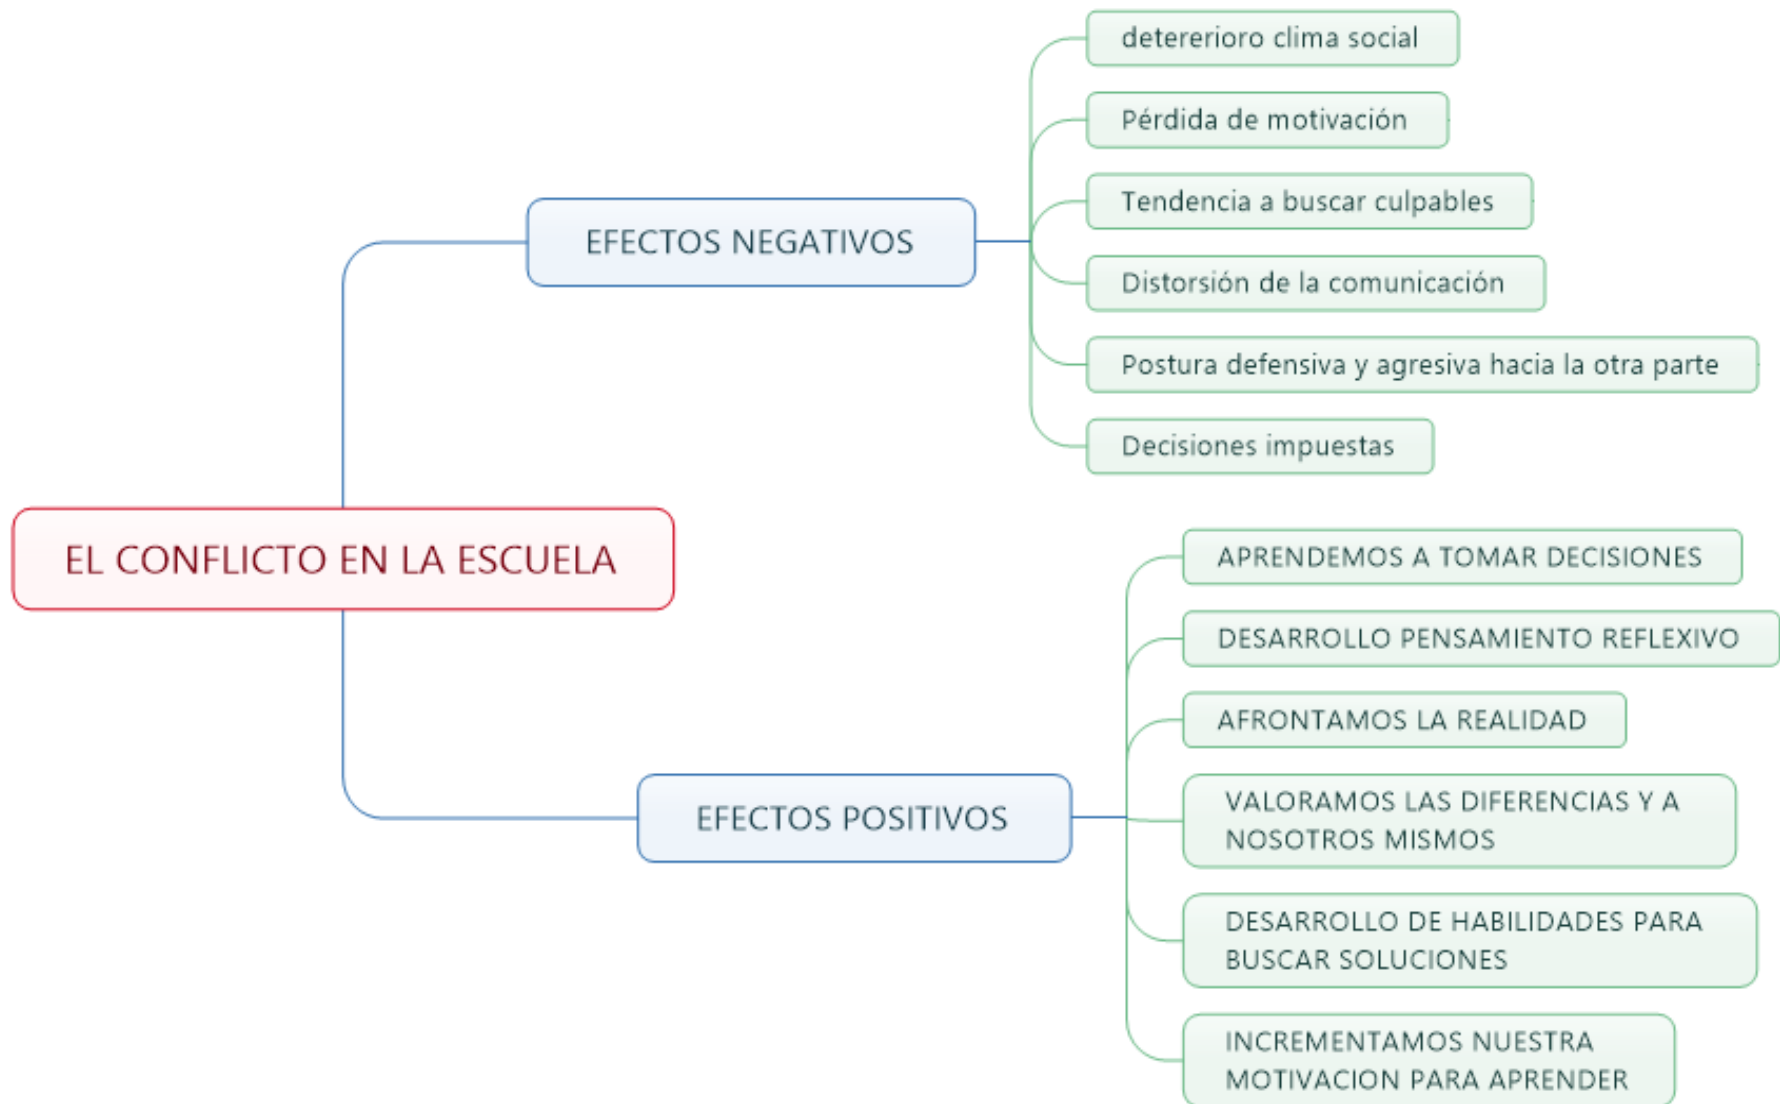 detererioro clima social
Pérdida de motivación
Tendencia a buscar culpables
EFECTOS NEGATIVOS
Distorsión de la comunicación
Postura defensiva y agresiva hacia la otra parte
Decisiones impuestas
EL CONFLICTO EN LA ESCUELA
APRENDEMOS A TOMAR DECISIONES
DESARROLLO PENSAMIENTO REFLEXIVO
AFRONTAMOS LA REALIDAD
EFECTOS POSITIVOS
VALORAMOS LAS DIFERENCIAS Y A
NOSOTROS MISMOS
DESARROLLO DE HABILIDADES PARA
BUSCAR SOLUCIONES
INCREMENTAMOS NUESTRA
MOTIVACION PARA APRENDER